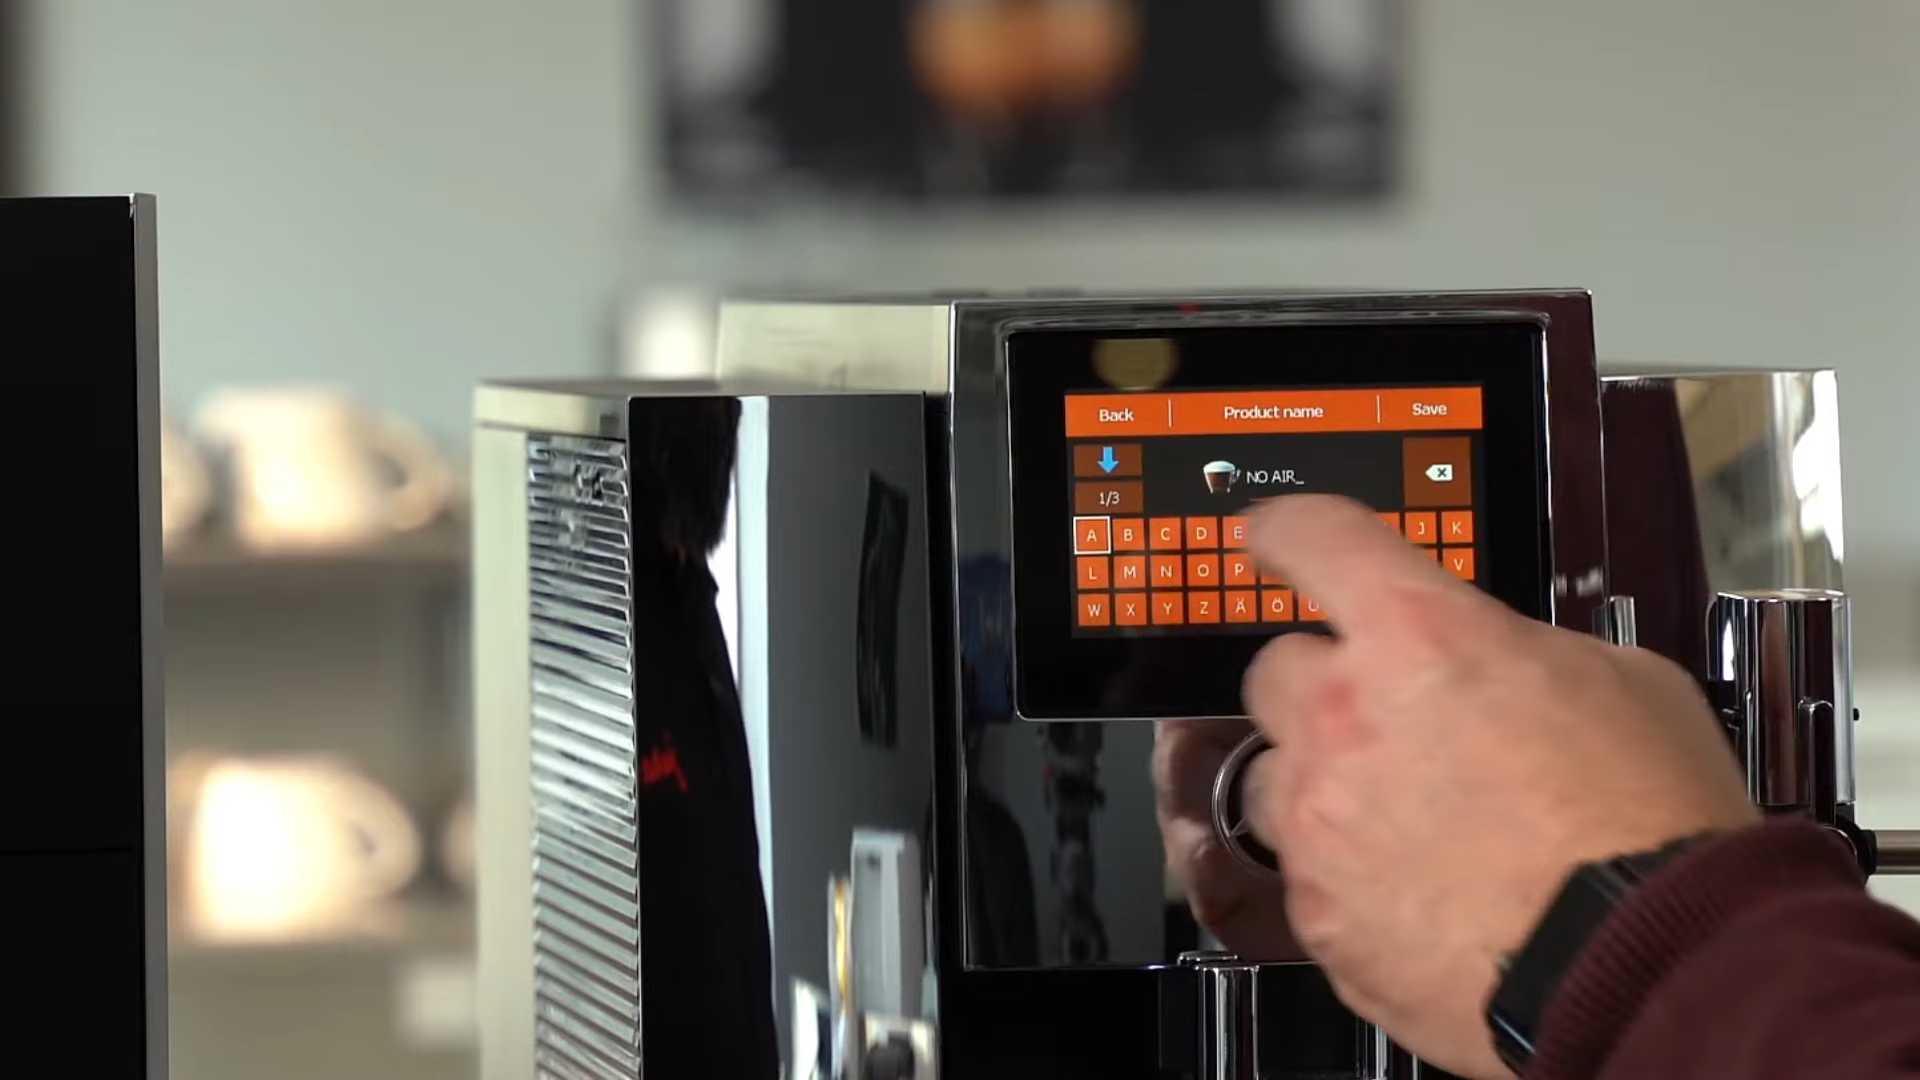 Back Product name Save
NO AIR_
1/3
A B C D E J K
L M N O P V
W X Y Z Ä Ö